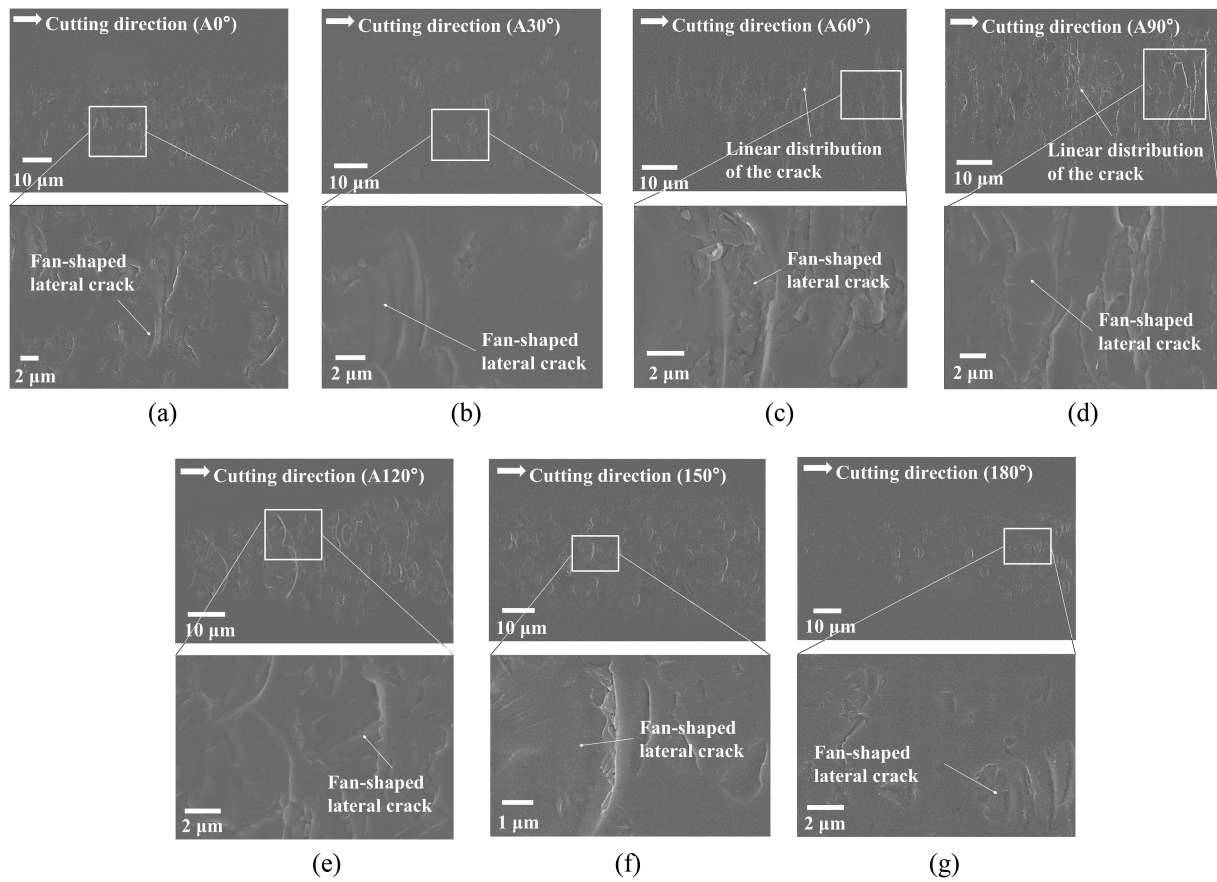 Cutting direction (A0°)
10 μm
Fan-shaped
lateral crack
2 μm
(a)
Cutting direction (A30°)
10 μm
Fan-shaped
lateral crack
2 μm
(b)
Cutting direction (A60°)
Linear distribution
of the crack
10 μm
Fan-shaped
lateral crack
2 μm
(c)
Cutting direction (A90°)
Linear distribution
of the crack
10 μm
Fan-shaped
lateral crack
2 μm
(d)
Cutting direction (A120°)
10 μm
Fan-shaped
lateral crack
2 μm
(e)
Cutting direction (150°)
10 μm
Fan-shaped
lateral crack
1 μm
(f)
Cutting direction (180°)
10 μm
Fan-shaped
lateral crack
2 μm
(g)